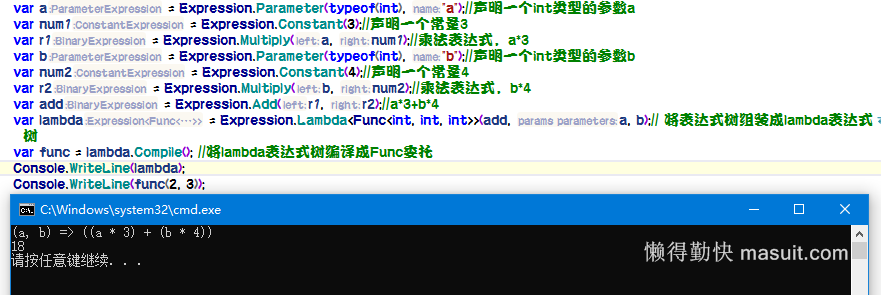 var a:ParameterExpression = Expression.Parameter(typeof(int), name:"a");//声明一个int类型的参数a
var num1:ConstantExpression = Expression.Constant(3);//声明一个常量3
var r1:BinaryExpression = Expression.Multiply(left:a, right:num1);//乘法表达式，a*3
var b:ParameterExpression = Expression.Parameter(typeof(int), name:"b");//声明一个int类型的参数b
var num2:ConstantExpression = Expression.Constant(4);//声明一个常量4
var r2:BinaryExpression = Expression.Multiply(left:b, right:num2);//乘法表达式，b*4
var add:BinaryExpression = Expression.Add(left:r1, right:r2);//a*3+b*4
var lambda:Expression<Func<…>> = Expression.Lambda<Func<int, int, int>>(add, params parameters:a, b);// 将表达式树组装成lambda表达式
树
var func = lambda.Compile(); //将lambda表达式树编译成Func委托
Console.WriteLine(lambda);
Console.WriteLine(func(2, 3));
C:\Windows\system32\cmd.exe
(a, b) => ((a * 3) + (b * 4))
18
请按任意键继续. . .
懒得勤快 masuit.com